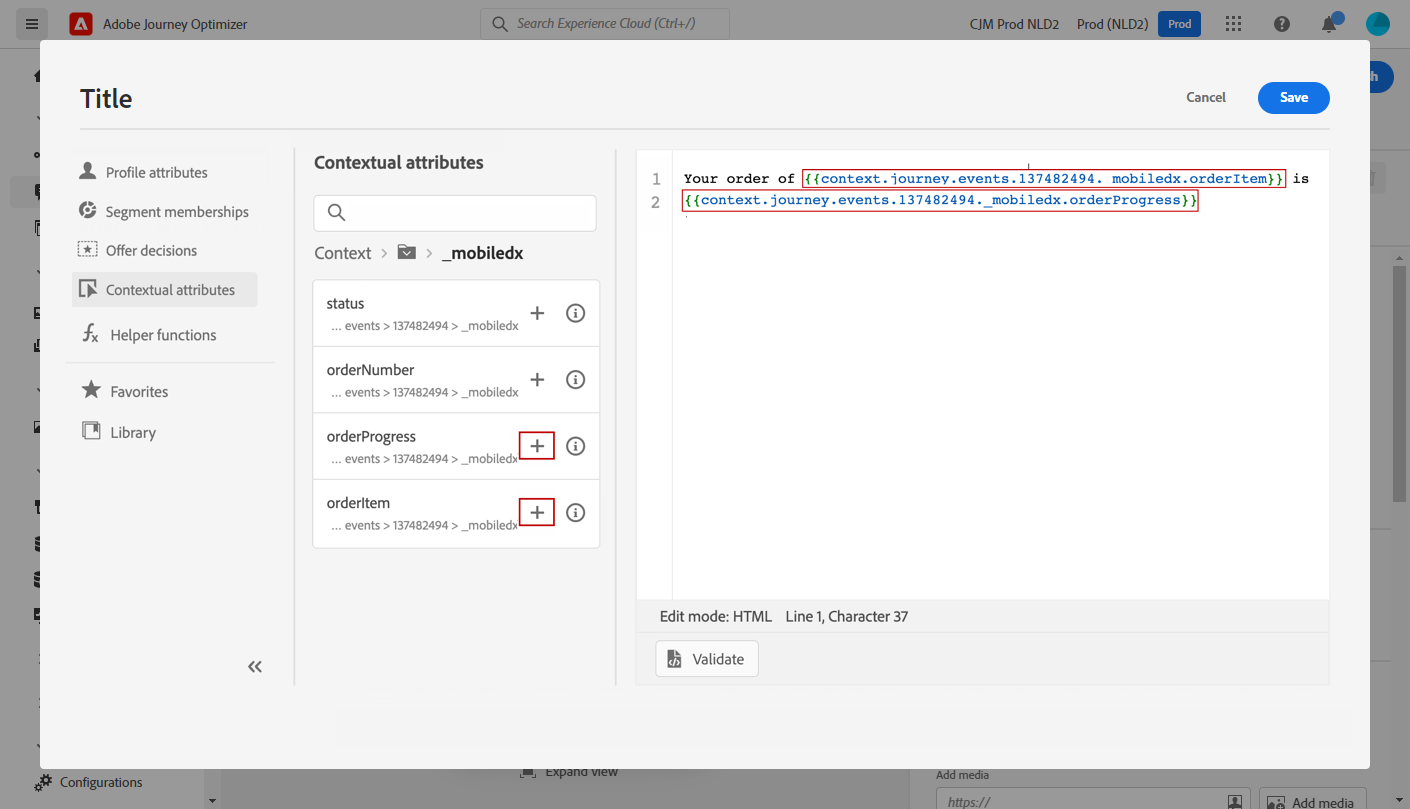 Adobe Journey Optimizer
Search Experience Cloud (Ctrl+/)
CJM Prod NLD2
Prod (NLD2)
Prod
h
Title
Cancel
Save
Profile attributes
Segment memberships
Offer decisions
Contextual attributes
Helper functions
Favorites
Library
Contextual attributes
Context > > _mobiledx
status
... events > 137482494 > _mobiledx
orderNumber
... events > 137482494 > _mobiledx
orderProgress
... events > 137482494 > _mobiledx
orderItem
... events > 137482494 > _mobiledx
1 Your order of {{context.journey.events.137482494. mobiledx.orderItem}} is
2 {{context.journey.events.137482494._mobiledx.orderProgress}}
Edit mode: HTML Line 1, Character 37
Validate
Configurations
Expand view
Add media
https://
Add media